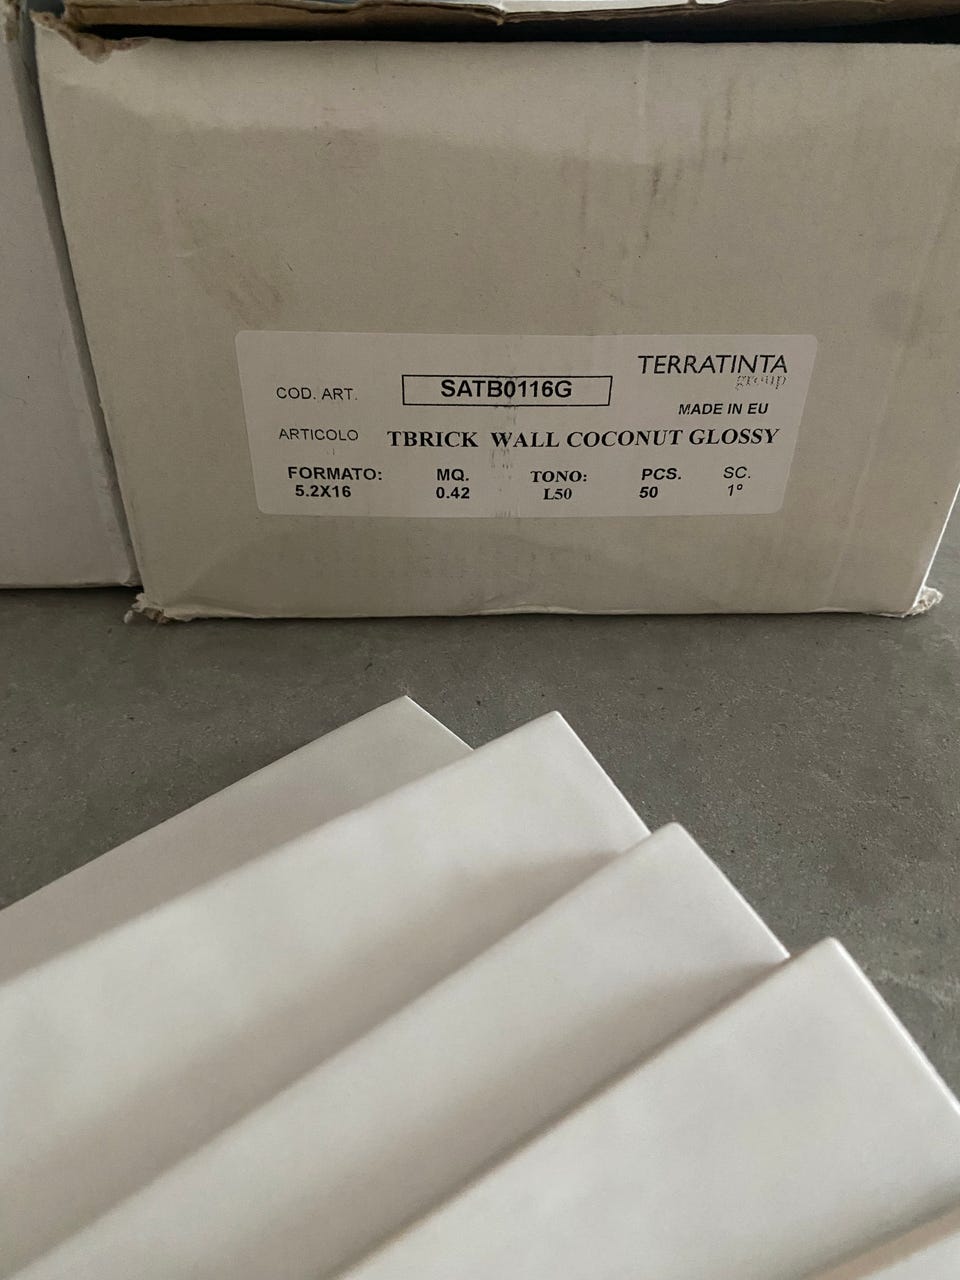 TERRATINTA
group
COD. ART. SATB0116G
MADE IN EU
ARTICOLO TBRICK WALL COCONUT GLOSSY
FORMATO: MQ. TONO: PCS. SC.
5.2X16 0.42 L50 50 1°